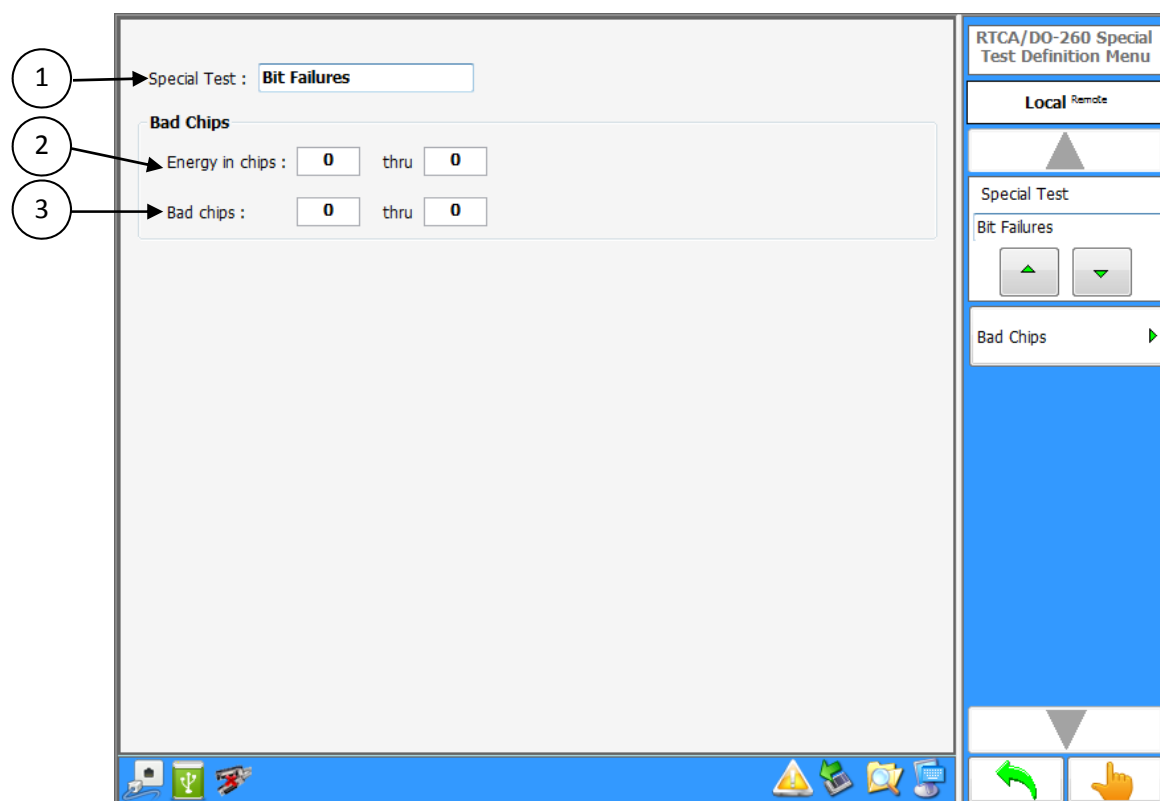 1
Special Test : Bit Failures
Bad Chips
2
Energy in chips : 0 thru 0
3
Bad chips : 0 thru 0
RTCA/DO-260 Special
Test Definition Menu
Local Remote
Special Test
Bit Failures
Bad Chips